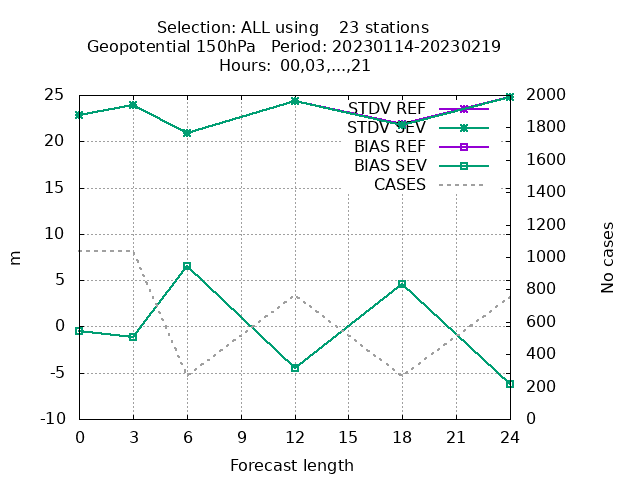 Selection: ALL using    23 stations
Geopotential 150hPa   Period: 20230114-20230219
Hours:  00,03,...,21
25
20
15
10
5
0
-5
-10
m
2000
1800
1600
1400
1200
1000
800
600
400
200
0
No cases
STDV REF
STDV SEV
BIAS REF
BIAS SEV
CASES
0 3 6 9 12 15 18 21 24
Forecast length